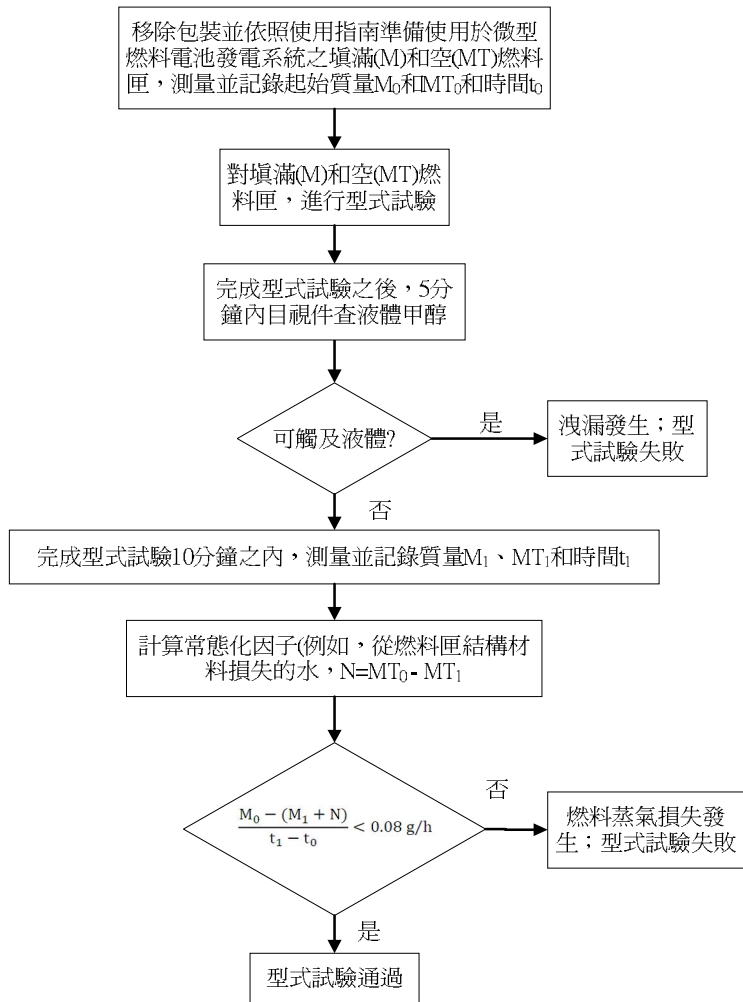 移除包裝並依照使用指南準備使用於微型
燃料電池發電系統之填滿(M)和空(MT)燃料
匣，測量並記錄起始質量M₀和MT₀和時間t₀
對填滿(M)和空(MT)燃
料匣，進行型式試驗
完成型式試驗之後，5分
鐘內目視件查液體甲醇
可觸及液體?
是
洩漏發生；型
式試驗失敗
否
完成型式試驗10分鐘之內，測量並記錄質量M₁、MT₁和時間t₁
計算常態化因子(例如，從燃料匣結構材
料損失的水，N=MT₀- MT₁
M₀ − (M₁ + N)
t₁ − t₀
< 0.08 g/h
否
燃料蒸氣損失發
生；型式試驗失敗
是
型式試驗通過